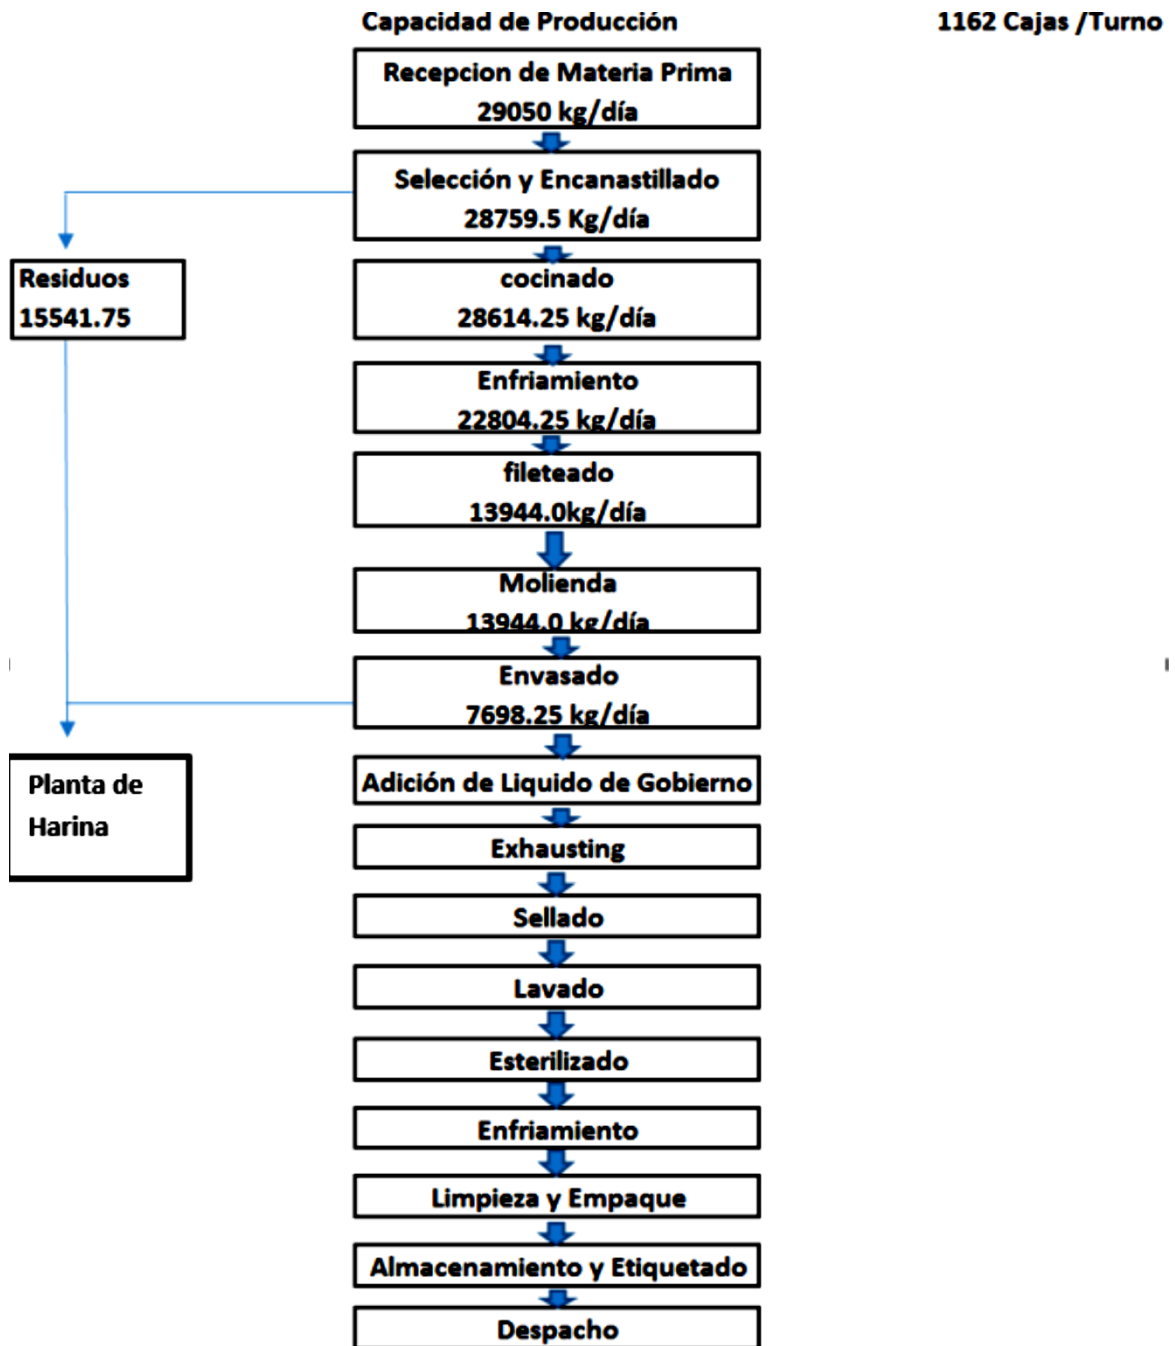 Capacidad de Producción 1162 Cajas /Turno
Recepcion de Materia Prima
29050 kg/día
Selección y Encanastillado
28759.5 Kg/día
Residuos
15541.75
cocinado
28614.25 kg/día
Enfriamiento
22804.25 kg/día
fileteado
13944.0kg/día
Molienda
13944.0 kg/día
Envasado
7698.25 kg/día
Planta de
Harina
Adición de Liquido de Gobierno
Exhausting
Sellado
Lavado
Esterilizado
Enfriamiento
Limpieza y Empaque
Almacenamiento y Etiquetado
Despacho